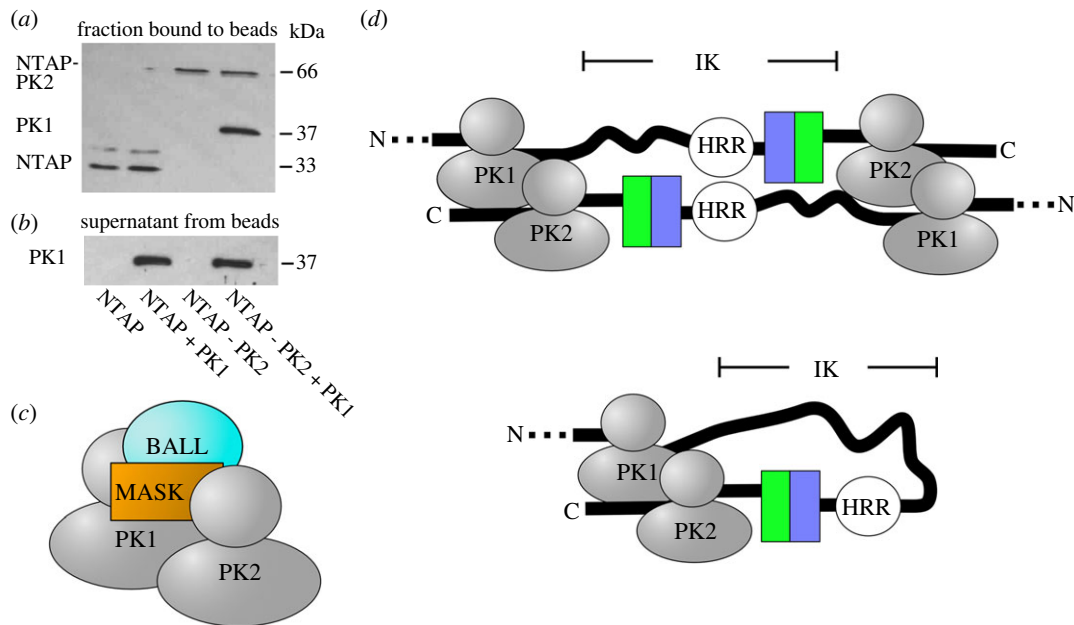 (a)
fraction bound to beads kDa
NTAP-
PK2
– 66
PK1
– 37
NTAP
– 33
(b)
supernatant from beads
PK1
– 37
NTAP
NTAP + PK1
NTAP - PK2
NTAP - PK2 + PK1
(c)
BALL
MASK
PK1
PK2
(d)
IK
N
HRR
C
PK1
PK2
C
HRR
N
PK2
PK1
IK
N
PK1
C
HRR
PK2